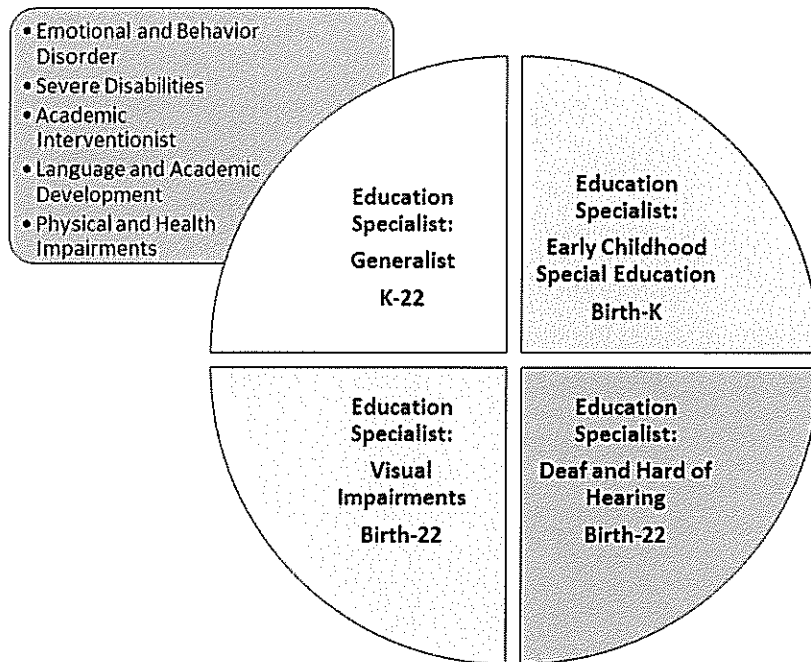 • Emotional and Behavior
Disorder
• Severe Disabilities
• Academic
Interventionist
• Language and Academic
Development
• Physical and Health
Impairments
Education
Specialist:
Generalist
K-22
Education
Specialist:
Early Childhood
Special Education
Birth-K
Education
Specialist:
Visual
Impairments
Birth-22
Education
Specialist:
Deaf and Hard of
Hearing
Birth-22